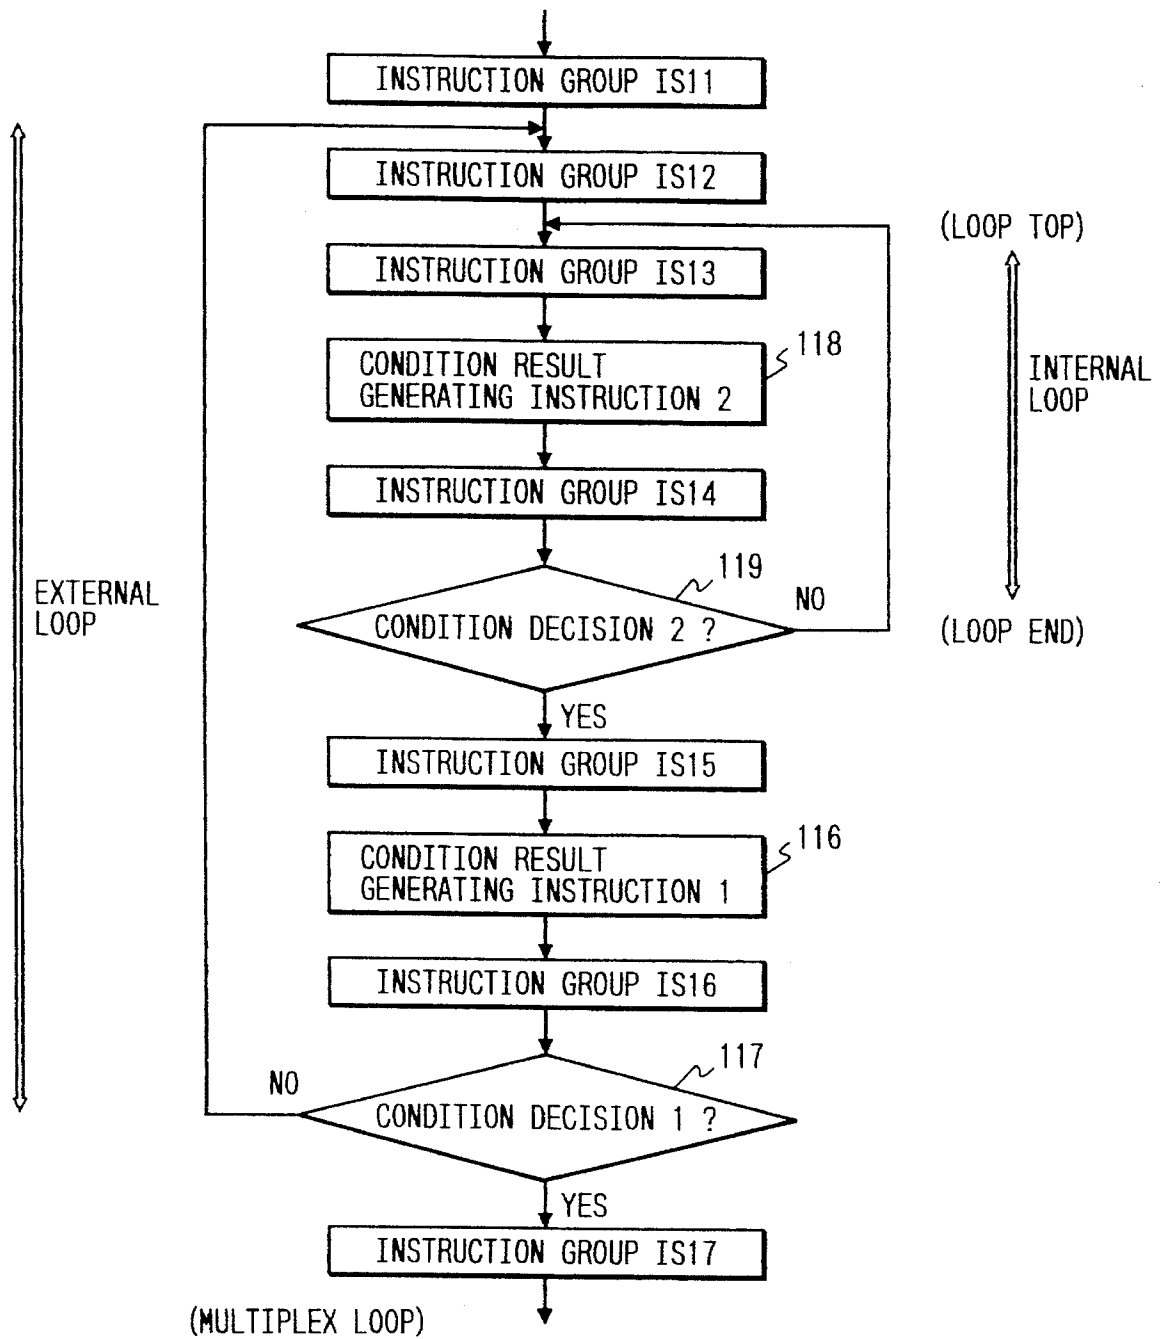 INSTRUCTION GROUP IS11
INSTRUCTION GROUP IS12
(LOOP TOP)
INSTRUCTION GROUP IS13
118
CONDITION RESULT
GENERATING INSTRUCTION 2
INTERNAL
LOOP
INSTRUCTION GROUP IS14
119
NO
EXTERNAL
LOOP
CONDITION DECISION 2 ?
(LOOP END)
YES
INSTRUCTION GROUP IS15
116
CONDITION RESULT
GENERATING INSTRUCTION 1
INSTRUCTION GROUP IS16
117
NO
CONDITION DECISION 1 ?
YES
INSTRUCTION GROUP IS17
(MULTIPLEX LOOP)